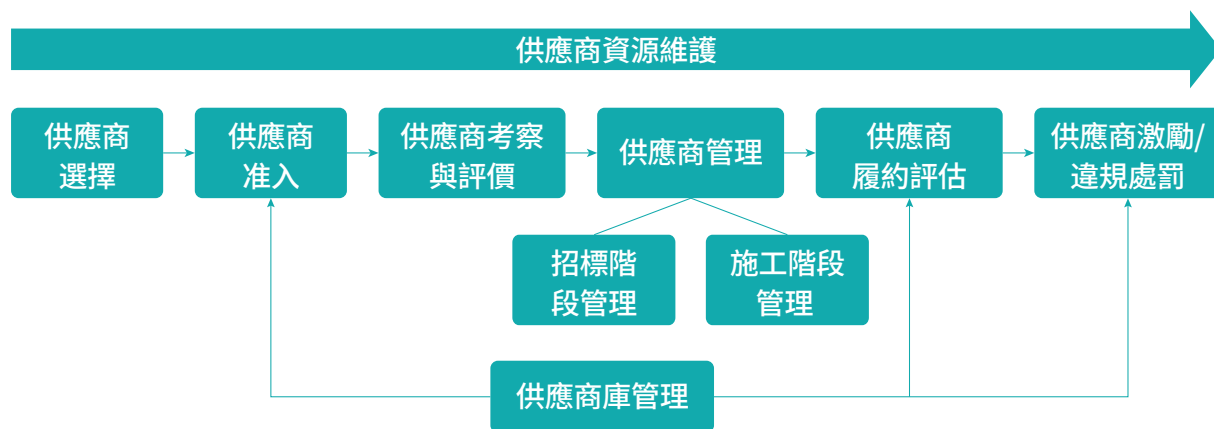 供應商資源維護
供應商
選擇
供應商
准入
供應商考察
與評價
供應商管理
供應商
履約評估
供應商激勵/
違規處罰
招標階
段管理
施工階段
管理
供應商庫管理